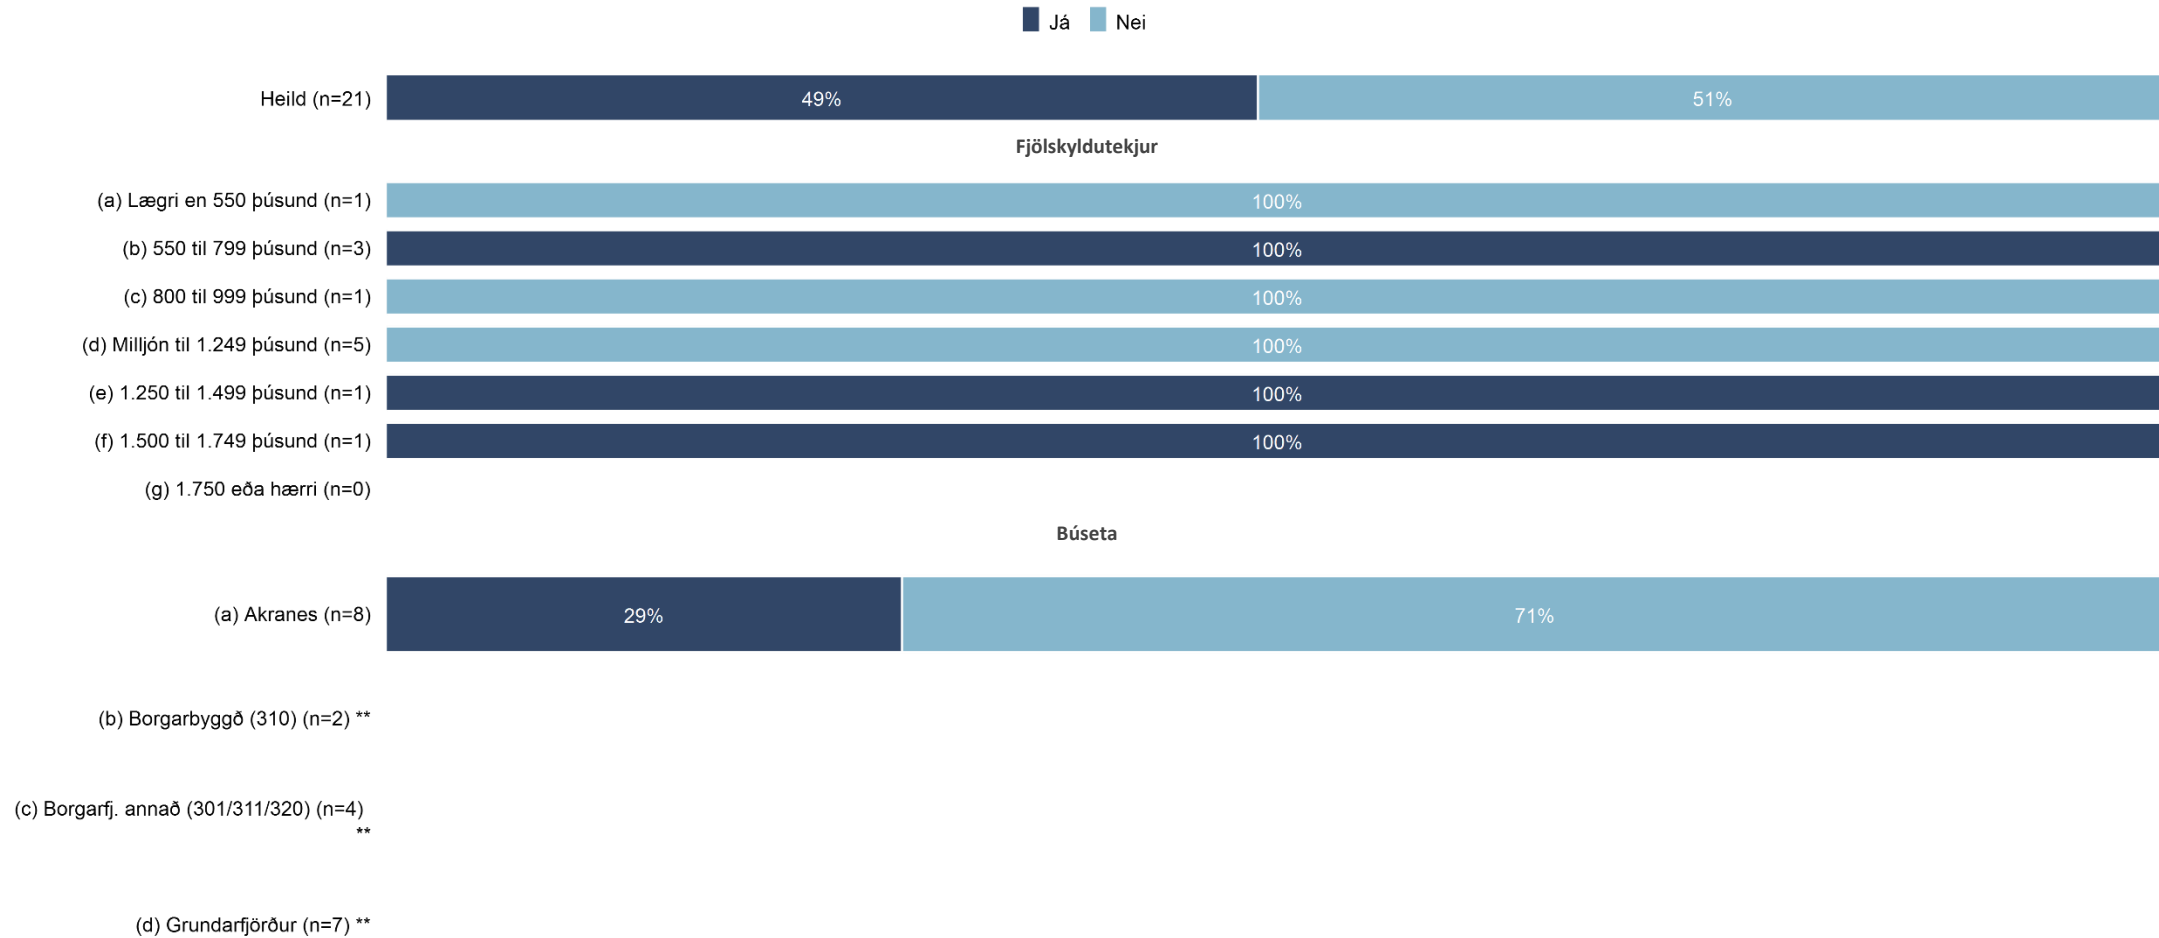 Já Nei
Heild (n=21) 49% 51%
Fjölskyldutekjur
(a) Lægri en 550 þúsund (n=1) 100%
(b) 550 til 799 þúsund (n=3) 100%
(c) 800 til 999 þúsund (n=1) 100%
(d) Milljón til 1.249 þúsund (n=5) 100%
(e) 1.250 til 1.499 þúsund (n=1) 100%
(f) 1.500 til 1.749 þúsund (n=1) 100%
(g) 1.750 eða hærri (n=0)
Búseta
(a) Akranes (n=8) 29% 71%
(b) Borgarbyggð (310) (n=2) **
(c) Borgarfj. annað (301/311/320) (n=4)
**
(d) Grundarfjörður (n=7) **